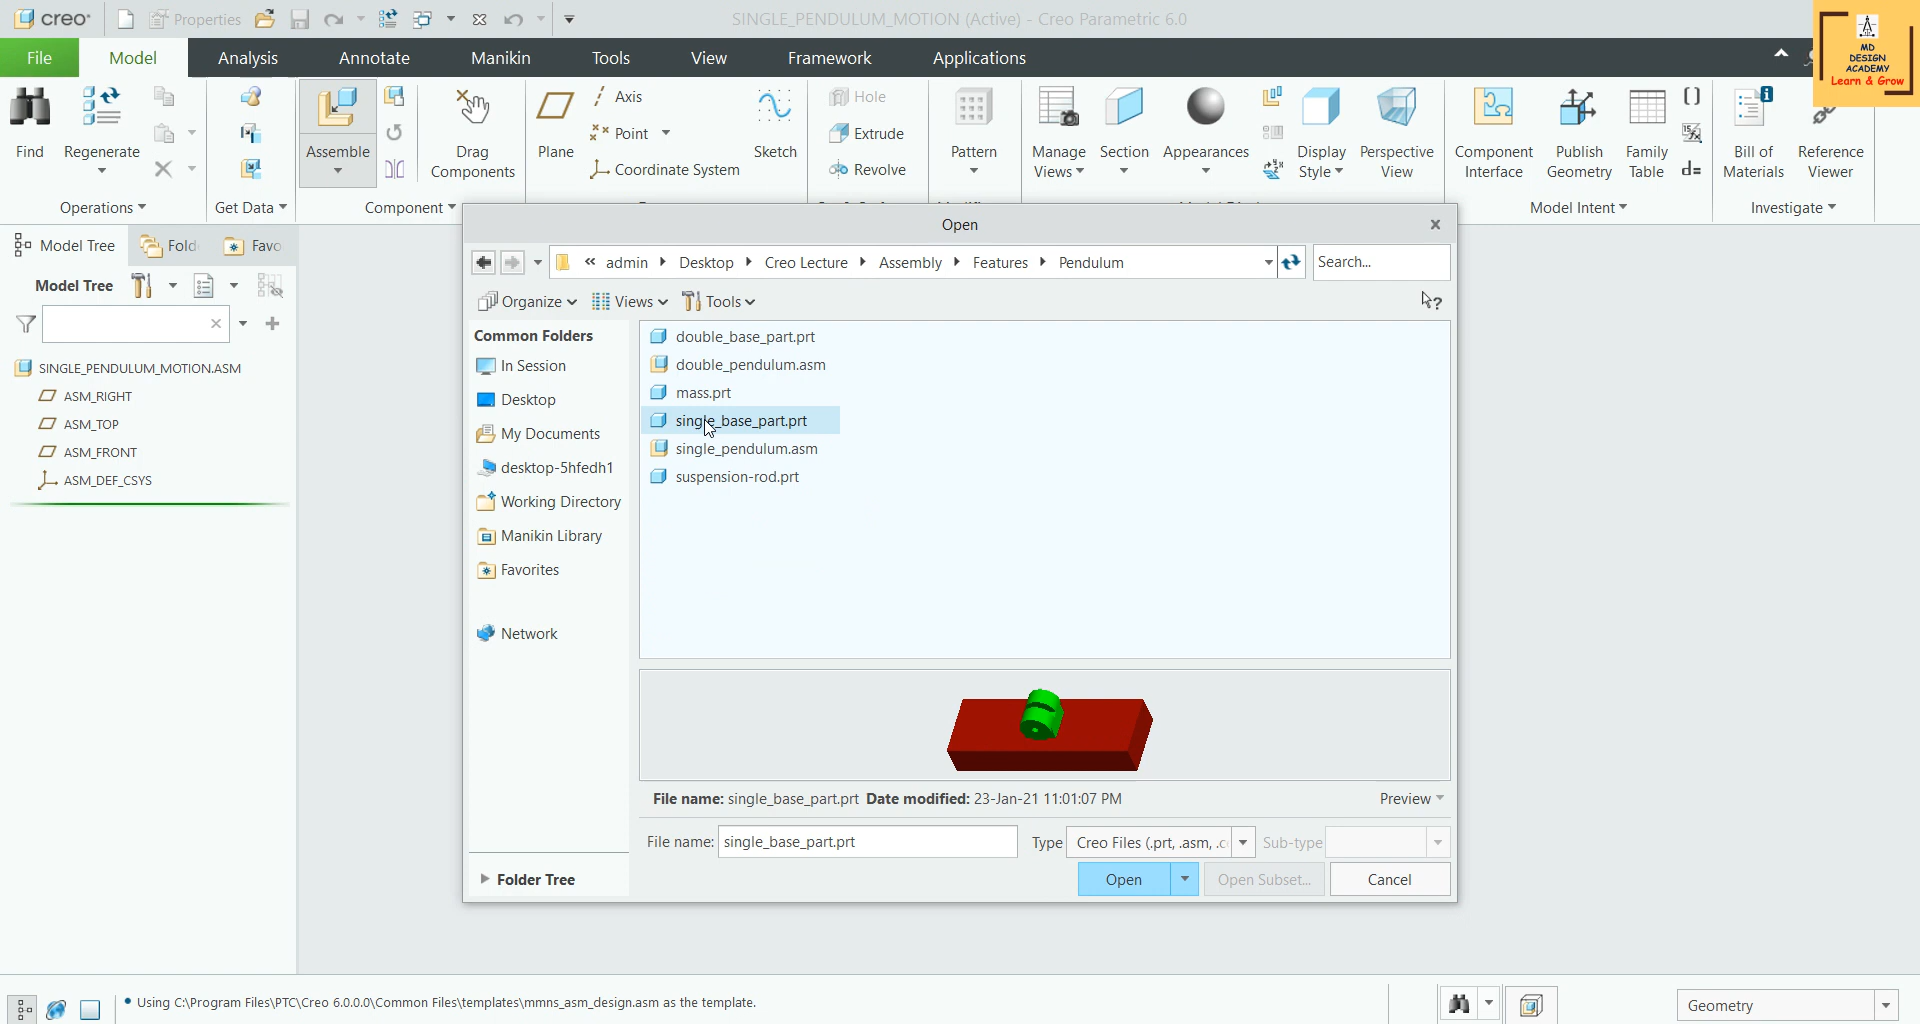 creo Properties SINGLE_PENDULUM_MOTION (Active) - Creo Parametric 6.0
MD
DESIGN
ACADEMY
Learn & Grow
File Model Analysis Annotate Manikin Tools View Framework Applications
Find Regenerate Assemble Drag Components Plane Axis Sketch Hole Pattern Manage Views Section Appearances Display Style Perspective View Component Interface Publish Geometry Family Table Bill of Materials Reference Viewer
Point Extrude
Coordinate System Revolve
Operations Get Data Component Model Intent Investigate
Model Tree Favo
Model Tree
SINGLE_PENDULUM_MOTION.ASM
ASM_RIGHT
ASM_TOP
ASM_FRONT
ASM_DEF_CSYS
Open
« admin Desktop Creo Lecture Assembly Features Pendulum Search...
Organize Views Tools
Common Folders
In Session
Desktop
My Documents
desktop-5hfedh1
Working Directory
Manikin Library
Favorites
Network
Folder Tree
double_base_part.prt
double_pendulum.asm
mass.prt
single_base_part.prt
single_pendulum.asm
suspension-rod.prt
File name: single_base_part.prt Date modified: 23-Jan-21 11:01:07 PM Preview
File name: single_base_part.prt Type Creo Files (.prt, .asm, .c Sub-type
Open Open Subset... Cancel
Using C:\Program Files\PTC\Creo 6.0.0.0\Common Files\templates\mmns_asm_design.asm as the template.
Geometry